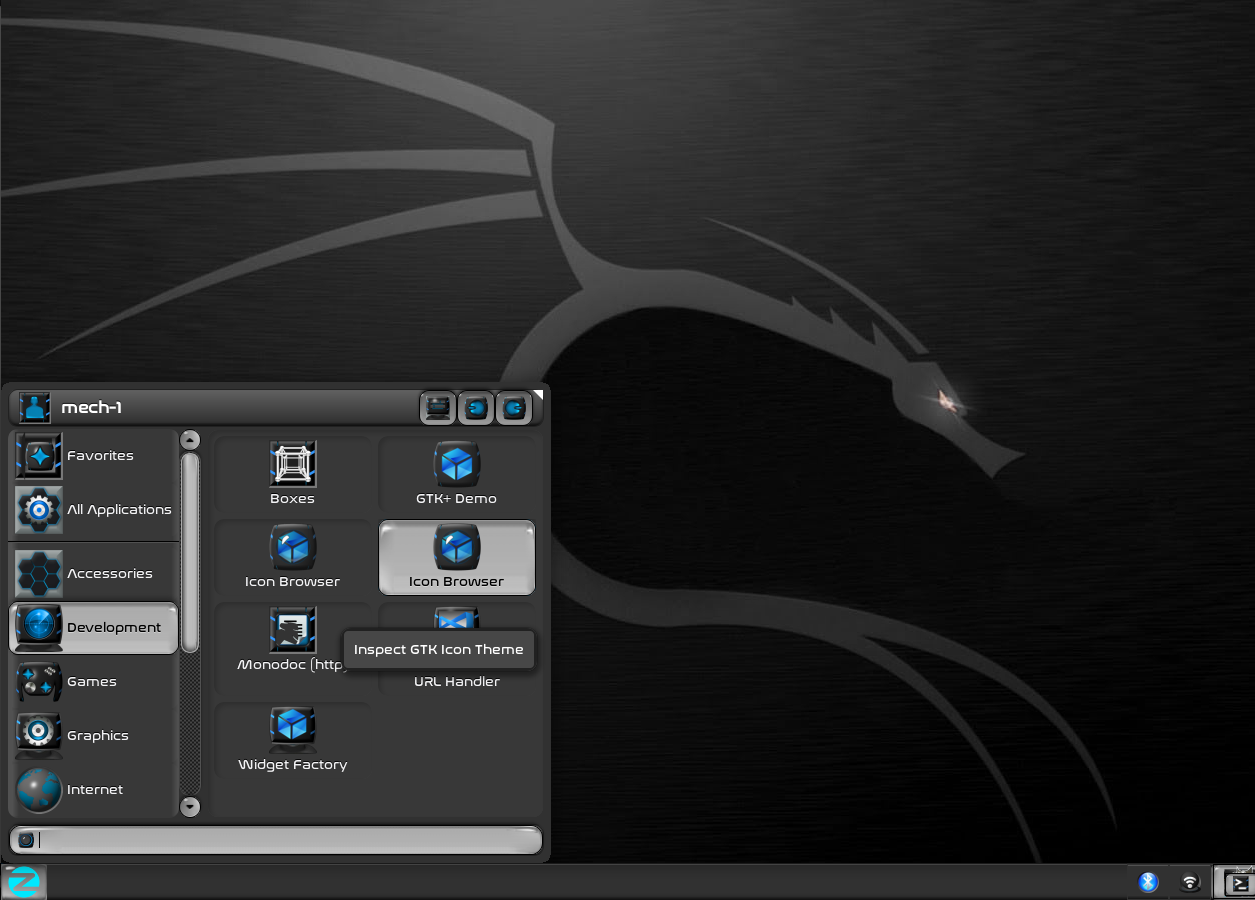 mech-1
Favorites
All Applications
Accessories
Development
Games
Graphics
Internet
Boxes
GTK+ Demo
Icon Browser
Icon Browser
Monodoc (http
Inspect GTK Icon Theme
URL Handler
Widget Factory